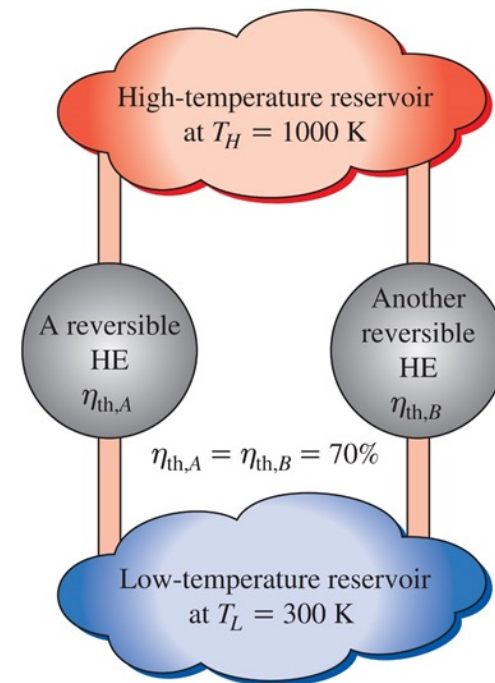 High-temperature reservoir
at T_H = 1000 K
A reversible
HE
η_th,A
Another
reversible
HE
η_th,B
η_th,A = η_th,B = 70%
Low-temperature reservoir
at T_L = 300 K